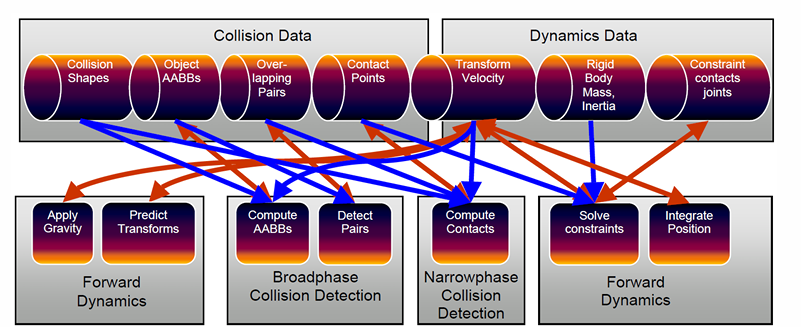 Collision Data
Dynamics Data
Collision
Shapes
Object
AABBs
Over-
lapping
Pairs
Contact
Points
Transform
Velocity
Rigid
Body
Mass,
Inertia
Constraint
contacts
joints
Apply
Gravity
Predict
Transforms
Compute
AABBs
Detect
Pairs
Compute
Contacts
Solve
constraints
Integrate
Position
Forward
Dynamics
Broadphase
Collision Detection
Narrowphase
Collision
Detection
Forward
Dynamics